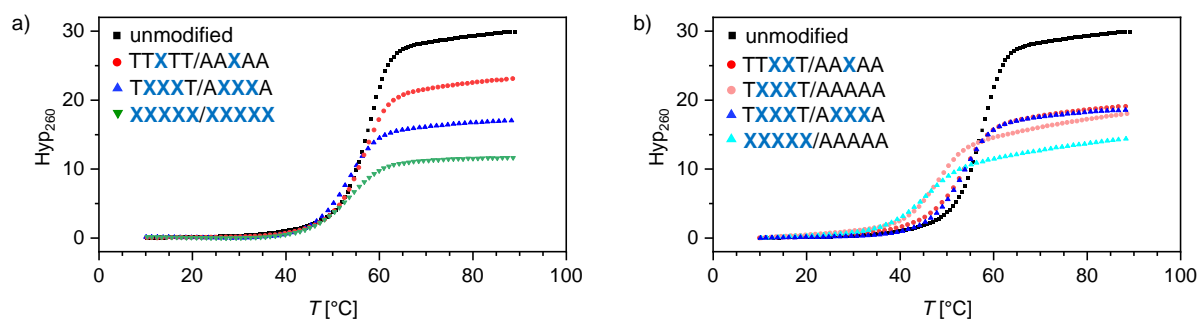 a)
Hyp260
30
20
10
0
unmodified
TTXTT/AAXAA
TXXXT/AXXXA
XXXXX/XXXXX
0 20 40 60 80 100
T [°C]
b)
Hyp260
30
20
10
0
unmodified
TTXXT/AAXAA
TXXXT/AAAAA
TXXXT/AXXXA
XXXXX/AAAAA
0 20 40 60 80 100
T [°C]